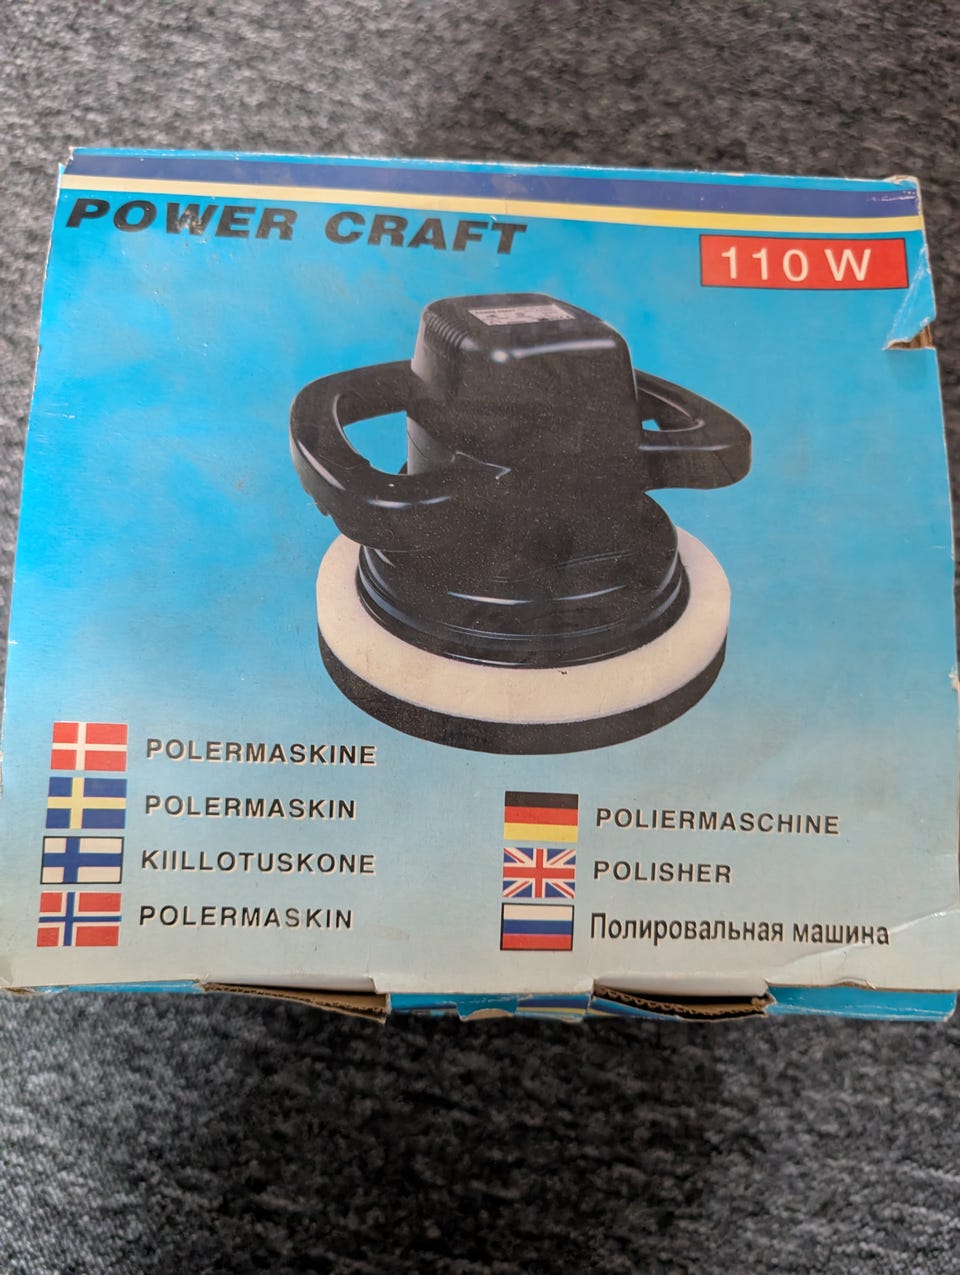 POWER CRAFT
110 W
POLERMASKINE
POLERMASKIN
KIILLOTUSKONE
POLERMASKIN
POLIERMASCHINE
POLISHER
Полировальная машина